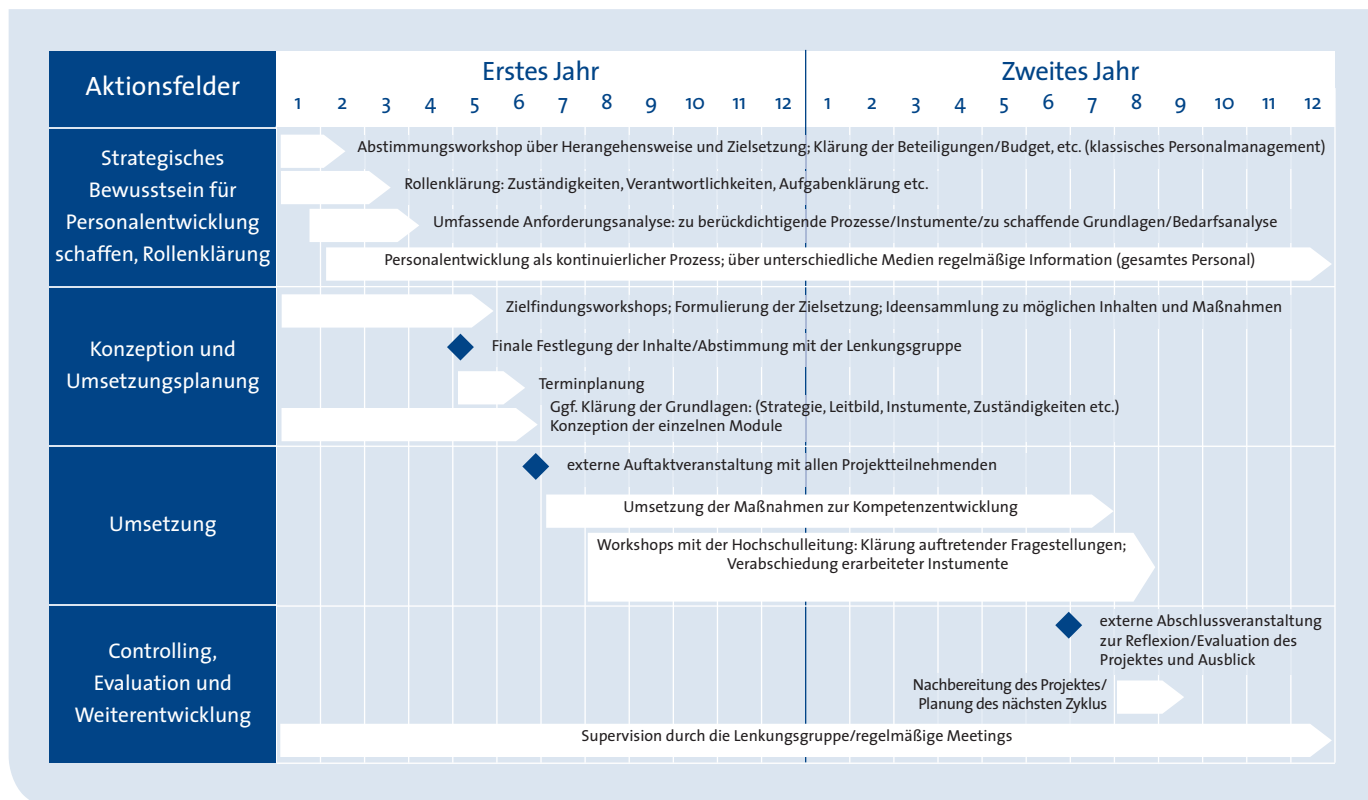 Aktionsfelder
Erstes Jahr
Zweites Jahr
1 2 3 4 5 6 7 8 9 10 11 12 1 2 3 4 5 6 7 8 9 10 11 12
Strategisches
Bewusstsein für
Personalentwicklung
schaffen, Rollenklärung
Abstimmungsworkshop über Herangehensweise und Zielsetzung; Klärung der Beteiligungen/Budget, etc. (klassisches Personalmanagement)
Rollenklärung: Zuständigkeiten, Verantwortlichkeiten, Aufgabenklärung etc.
Umfassende Anforderungsanalyse: zu berückdichtigende Prozesse/Instumente/zu schaffende Grundlagen/Bedarfsanalyse
Personalentwicklung als kontinuierlicher Prozess; über unterschiedliche Medien regelmäßige Information (gesamtes Personal)
Konzeption und
Umsetzungsplanung
Zielfindungsworkshops; Formulierung der Zielsetzung; Ideensammlung zu möglichen Inhalten und Maßnahmen
Finale Festlegung der Inhalte/Abstimmung mit der Lenkungsgruppe
Terminplanung
Ggf. Klärung der Grundlagen: (Strategie, Leitbild, Instumente, Zuständigkeiten etc.)
Konzeption der einzelnen Module
Umsetzung
externe Auftaktveranstaltung mit allen Projektteilnehmenden
Umsetzung der Maßnahmen zur Kompetenzentwicklung
Workshops mit der Hochschulleitung: Klärung auftretender Fragestellungen;
Verabschiedung erarbeiteter Instumente
Controlling,
Evaluation und
Weiterentwicklung
externe Abschlussveranstaltung
zur Reflexion/Evaluation des
Projektes und Ausblick
Nachbereitung des Projektes/
Planung des nächsten Zyklus
Supervision durch die Lenkungsgruppe/regelmäßige Meetings